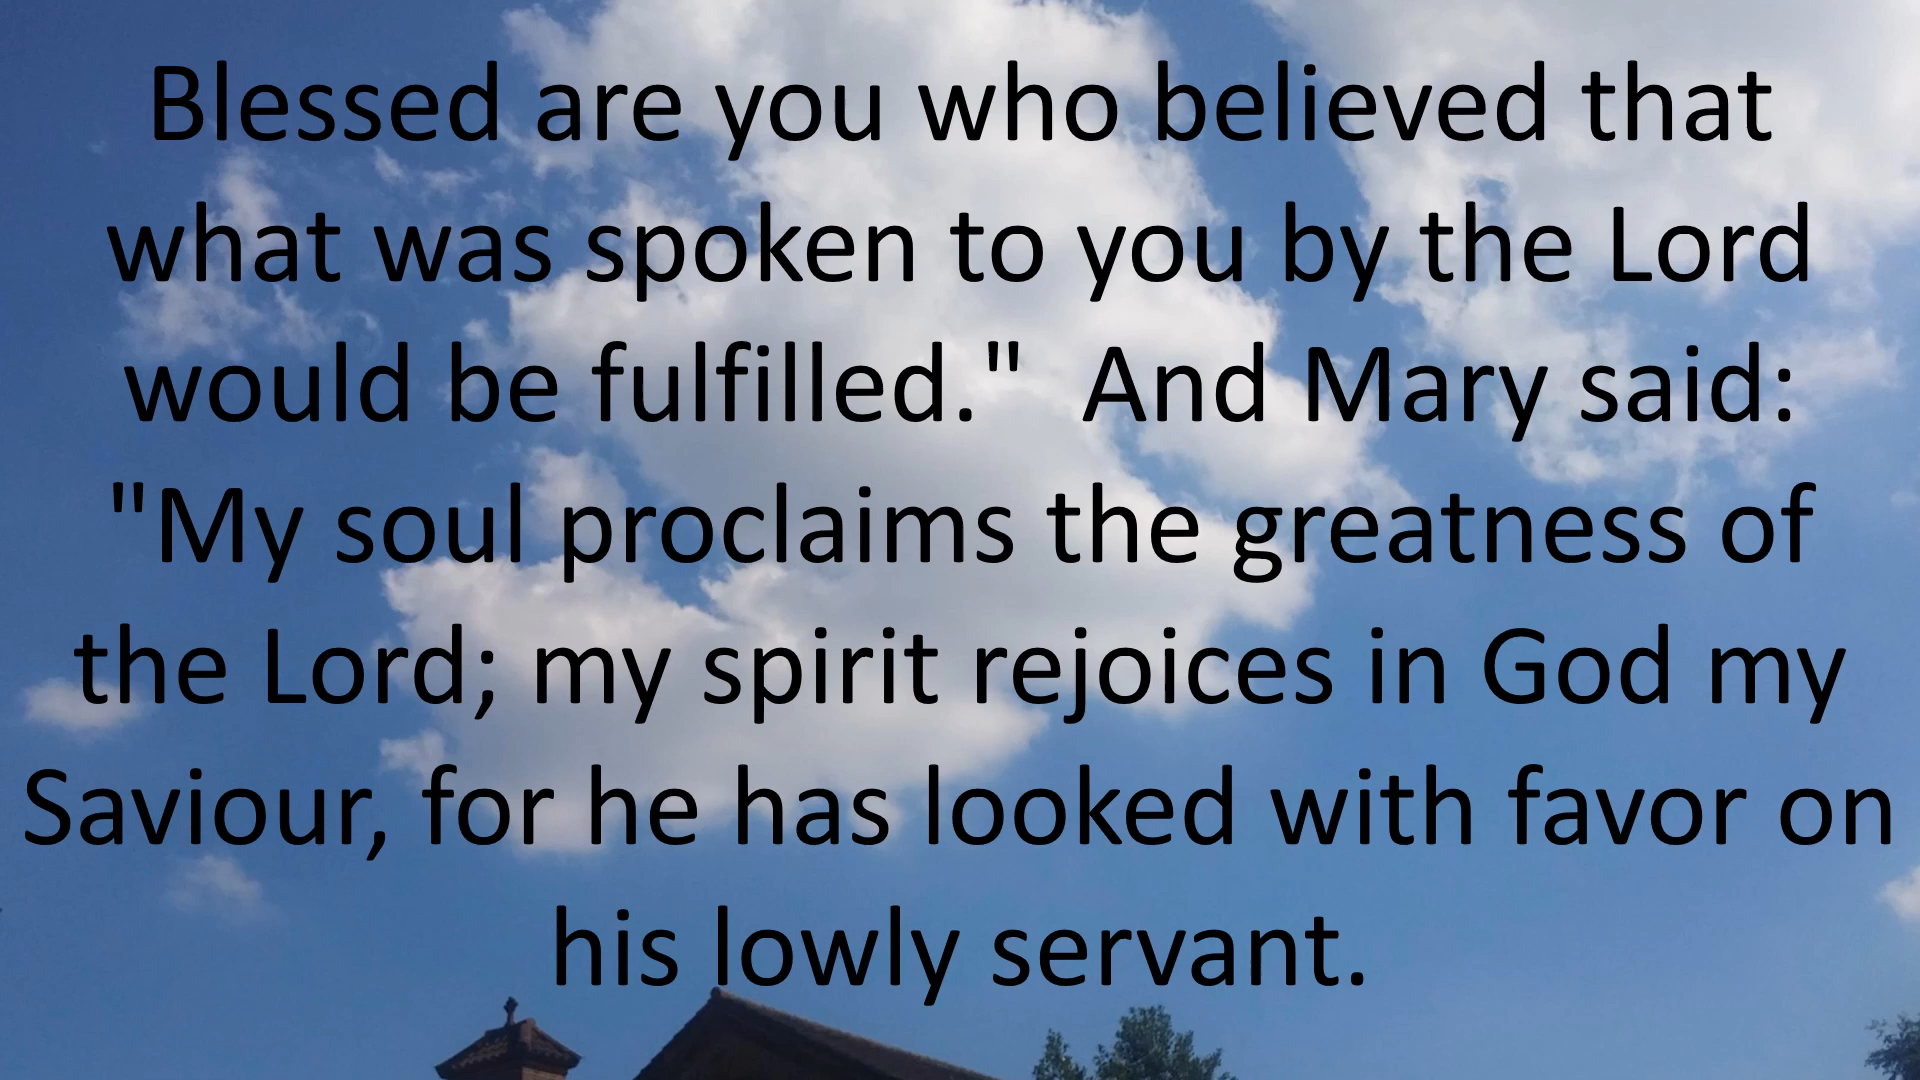 Blessed are you who believed that
what was spoken to you by the Lord
would be fulfilled."  And Mary said:
"My soul proclaims the greatness of
the Lord; my spirit rejoices in God my
Saviour, for he has looked with favor on
his lowly servant.